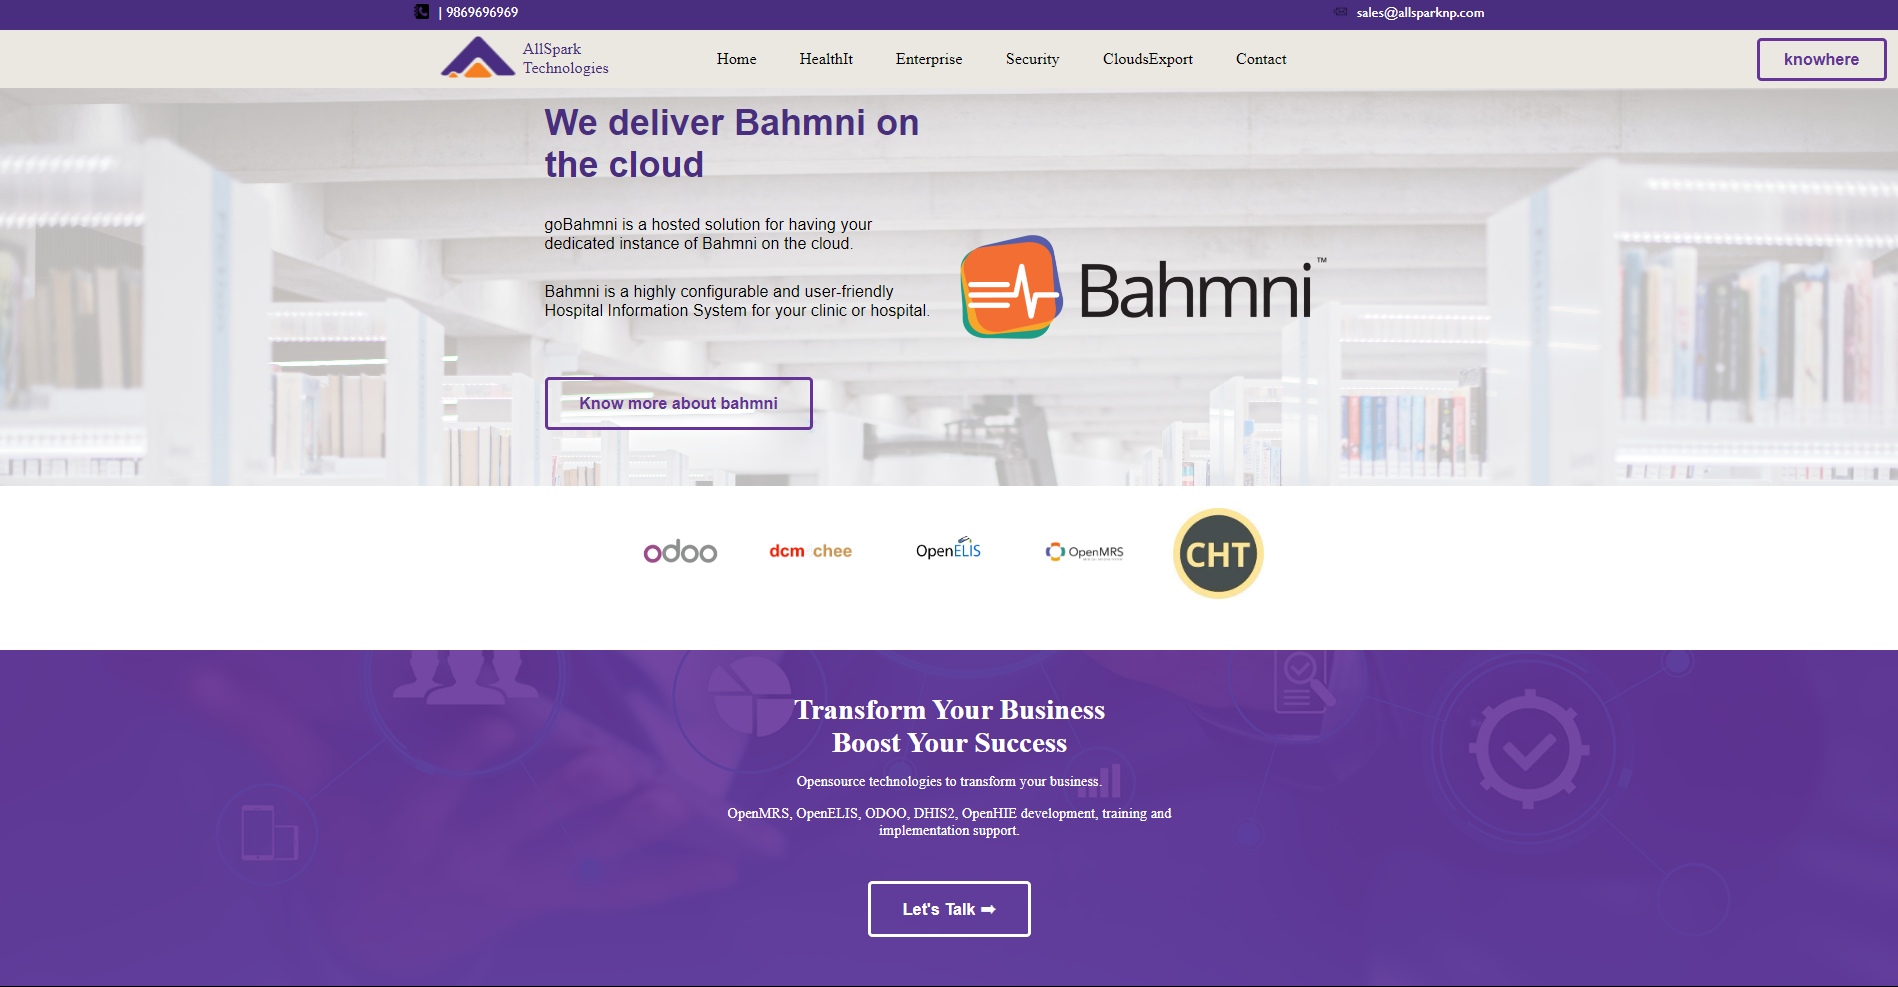 | 9869696969
sales@allsparknp.com
AllSpark
Technologies
Home
HealthIt
Enterprise
Security
CloudsExport
Contact
knowhere
We deliver Bahmni on
the cloud
goBahmni is a hosted solution for having your
dedicated instance of Bahmni on the cloud.
Bahmni is a highly configurable and user-friendly
Hospital Information System for your clinic or hospital.
Bahmni™
Know more about bahmni
odoo
dcm chee
OpenELIS
OpenMRS
CHT
Transform Your Business
Boost Your Success
Opensource technologies to transform your business.
OpenMRS, OpenELIS, ODOO, DHIS2, OpenHIE development, training and
implementation support.
Let's Talk ➡